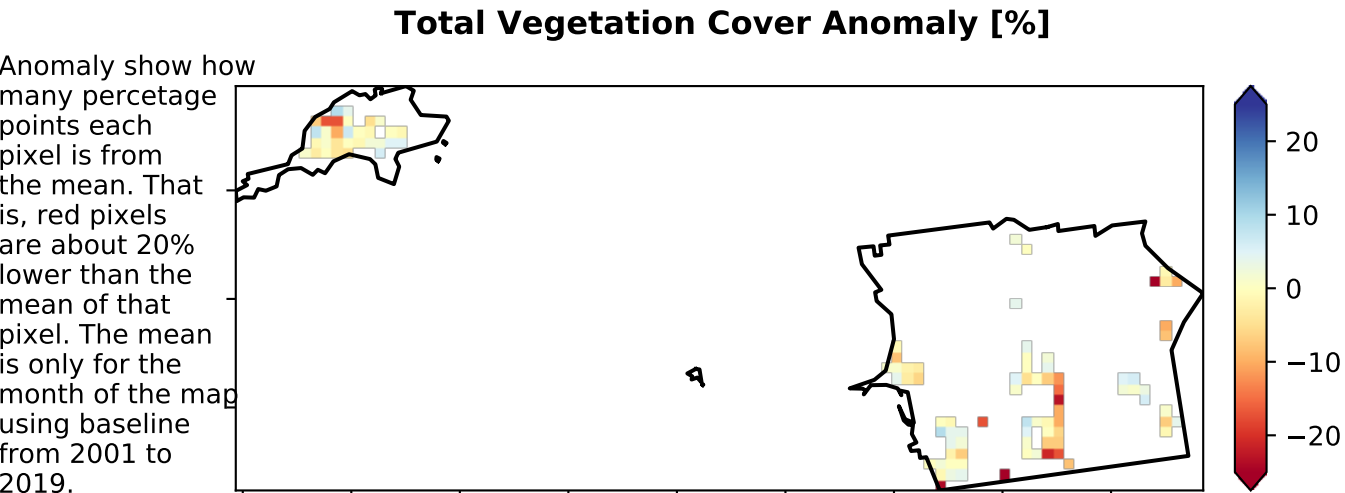 Total Vegetation Cover Anomaly [%]
Anomaly show how
many percetage
points each
pixel is from
the mean. That
is, red pixels
are about 20%
lower than the
mean of that
pixel. The mean
is only for the
month of the map
using baseline
from 2001 to
2019.
20
10
0
−10
−20